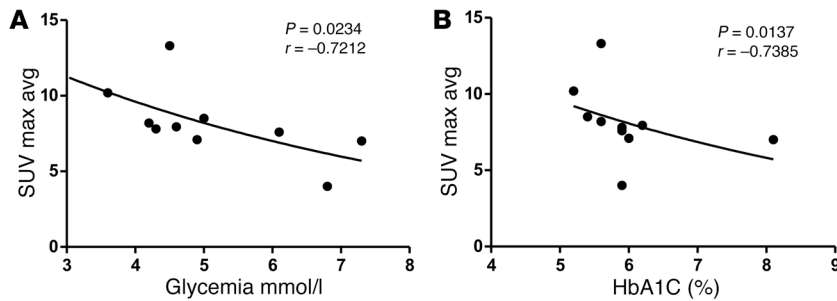 A
P = 0.0234
r = −0.7212
SUV max avg
15
10
5
0
3
4
5
6
7
8
Glycemia mmol/l
B
P = 0.0137
r = −0.7385
SUV max avg
15
10
5
0
4
5
6
7
8
9
HbA1C (%)